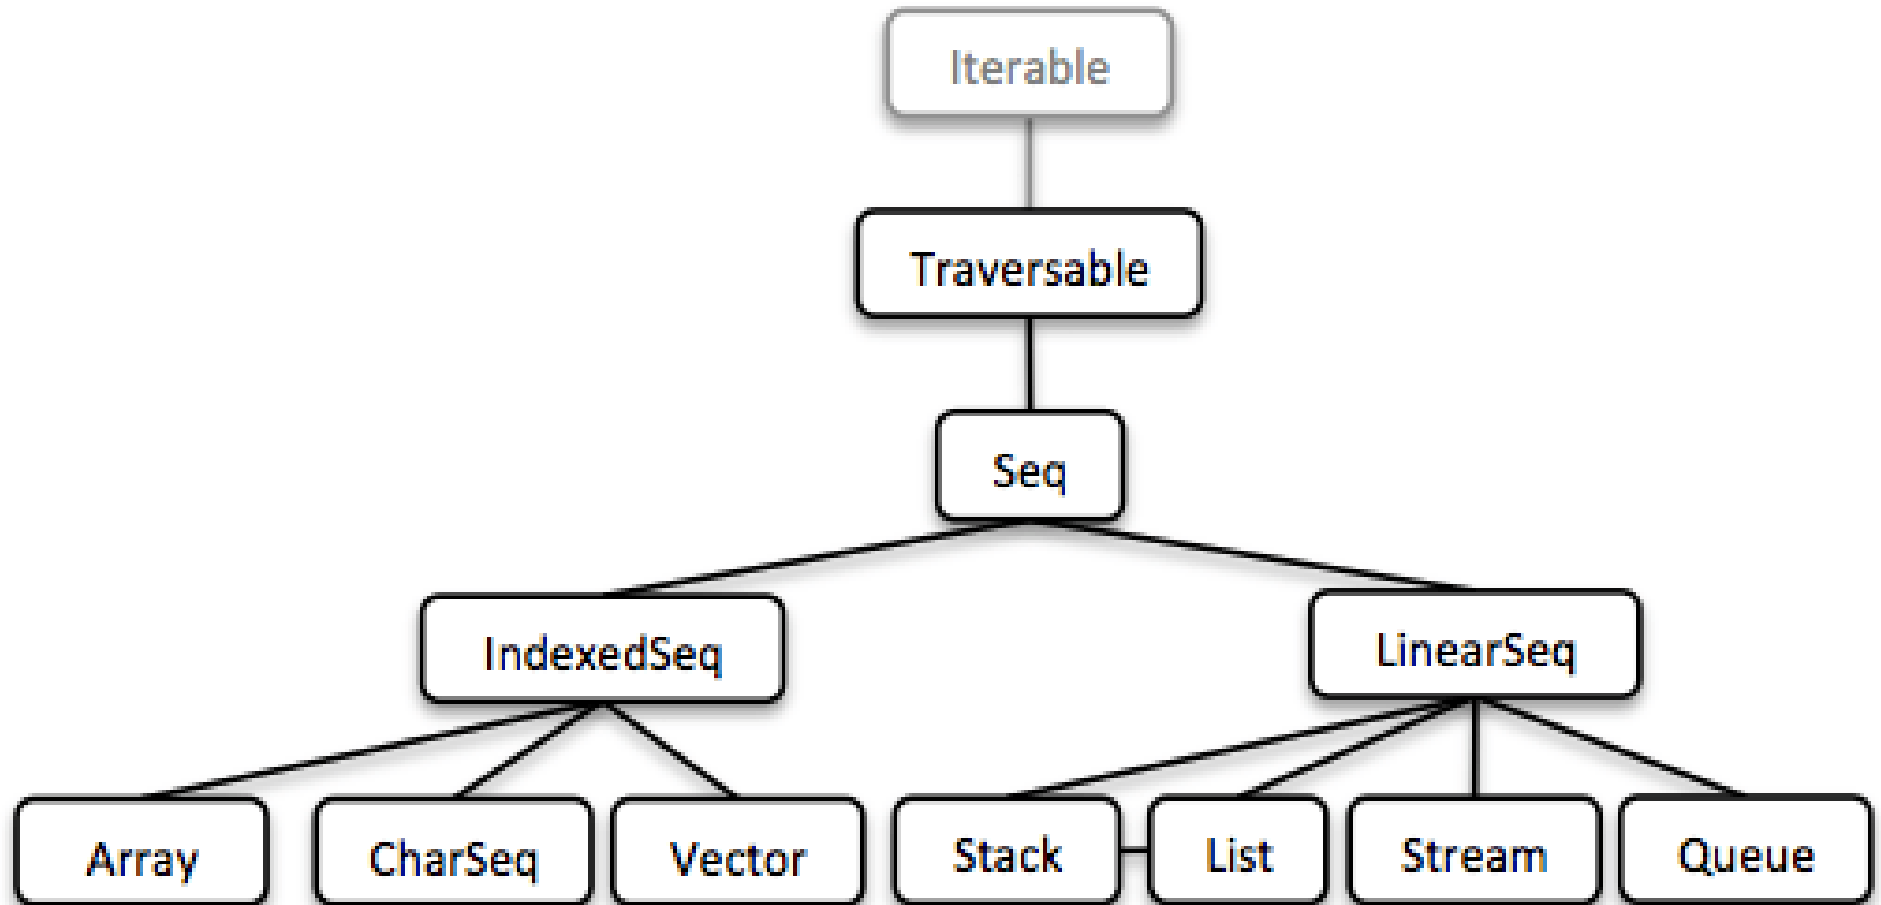 Iterable
Traversable
Seq
IndexedSeq
LinearSeq
Array
CharSeq
Vector
Stack
List
Stream
Queue